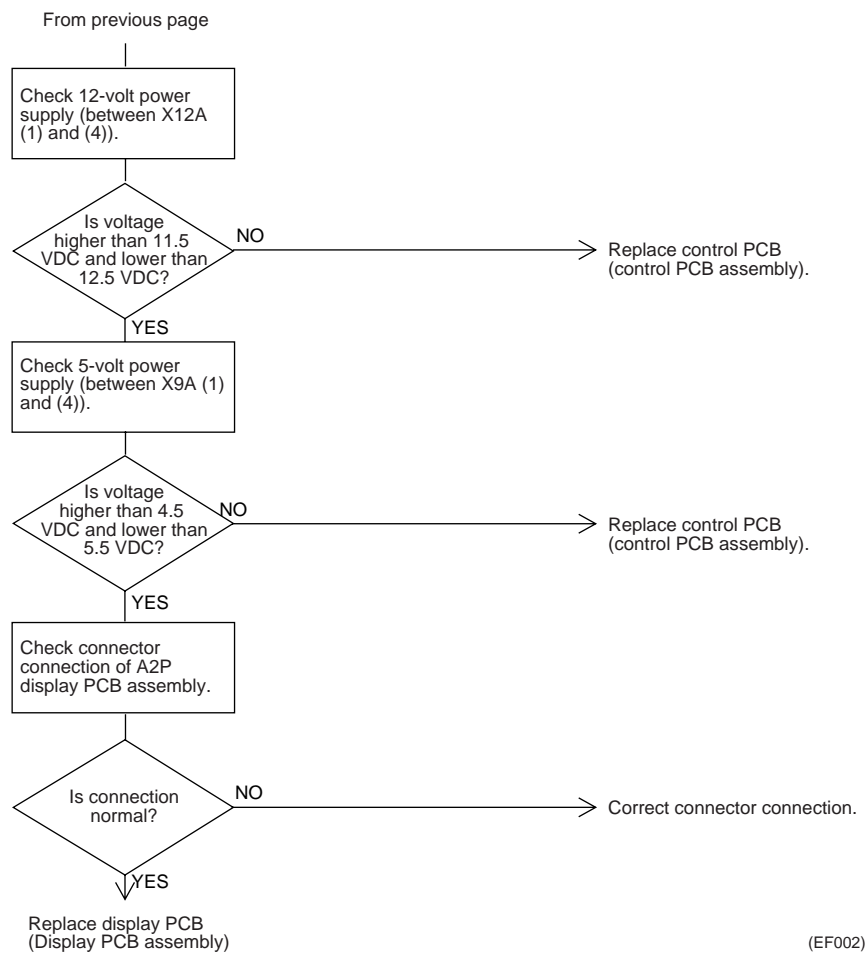 From previous page
Check 12-volt power
supply (between X12A
(1) and (4)).
Is voltage
higher than 11.5
VDC and lower than
12.5 VDC?
NO
Replace control PCB
(control PCB assembly).
YES
Check 5-volt power
supply (between X9A (1)
and (4)).
Is voltage
higher than 4.5
VDC and lower than
5.5 VDC?
NO
Replace control PCB
(control PCB assembly).
YES
Check connector
connection of A2P
display PCB assembly.
Is connection
normal?
NO
Correct connector connection.
YES
Replace display PCB
(Display PCB assembly)
(EF002)